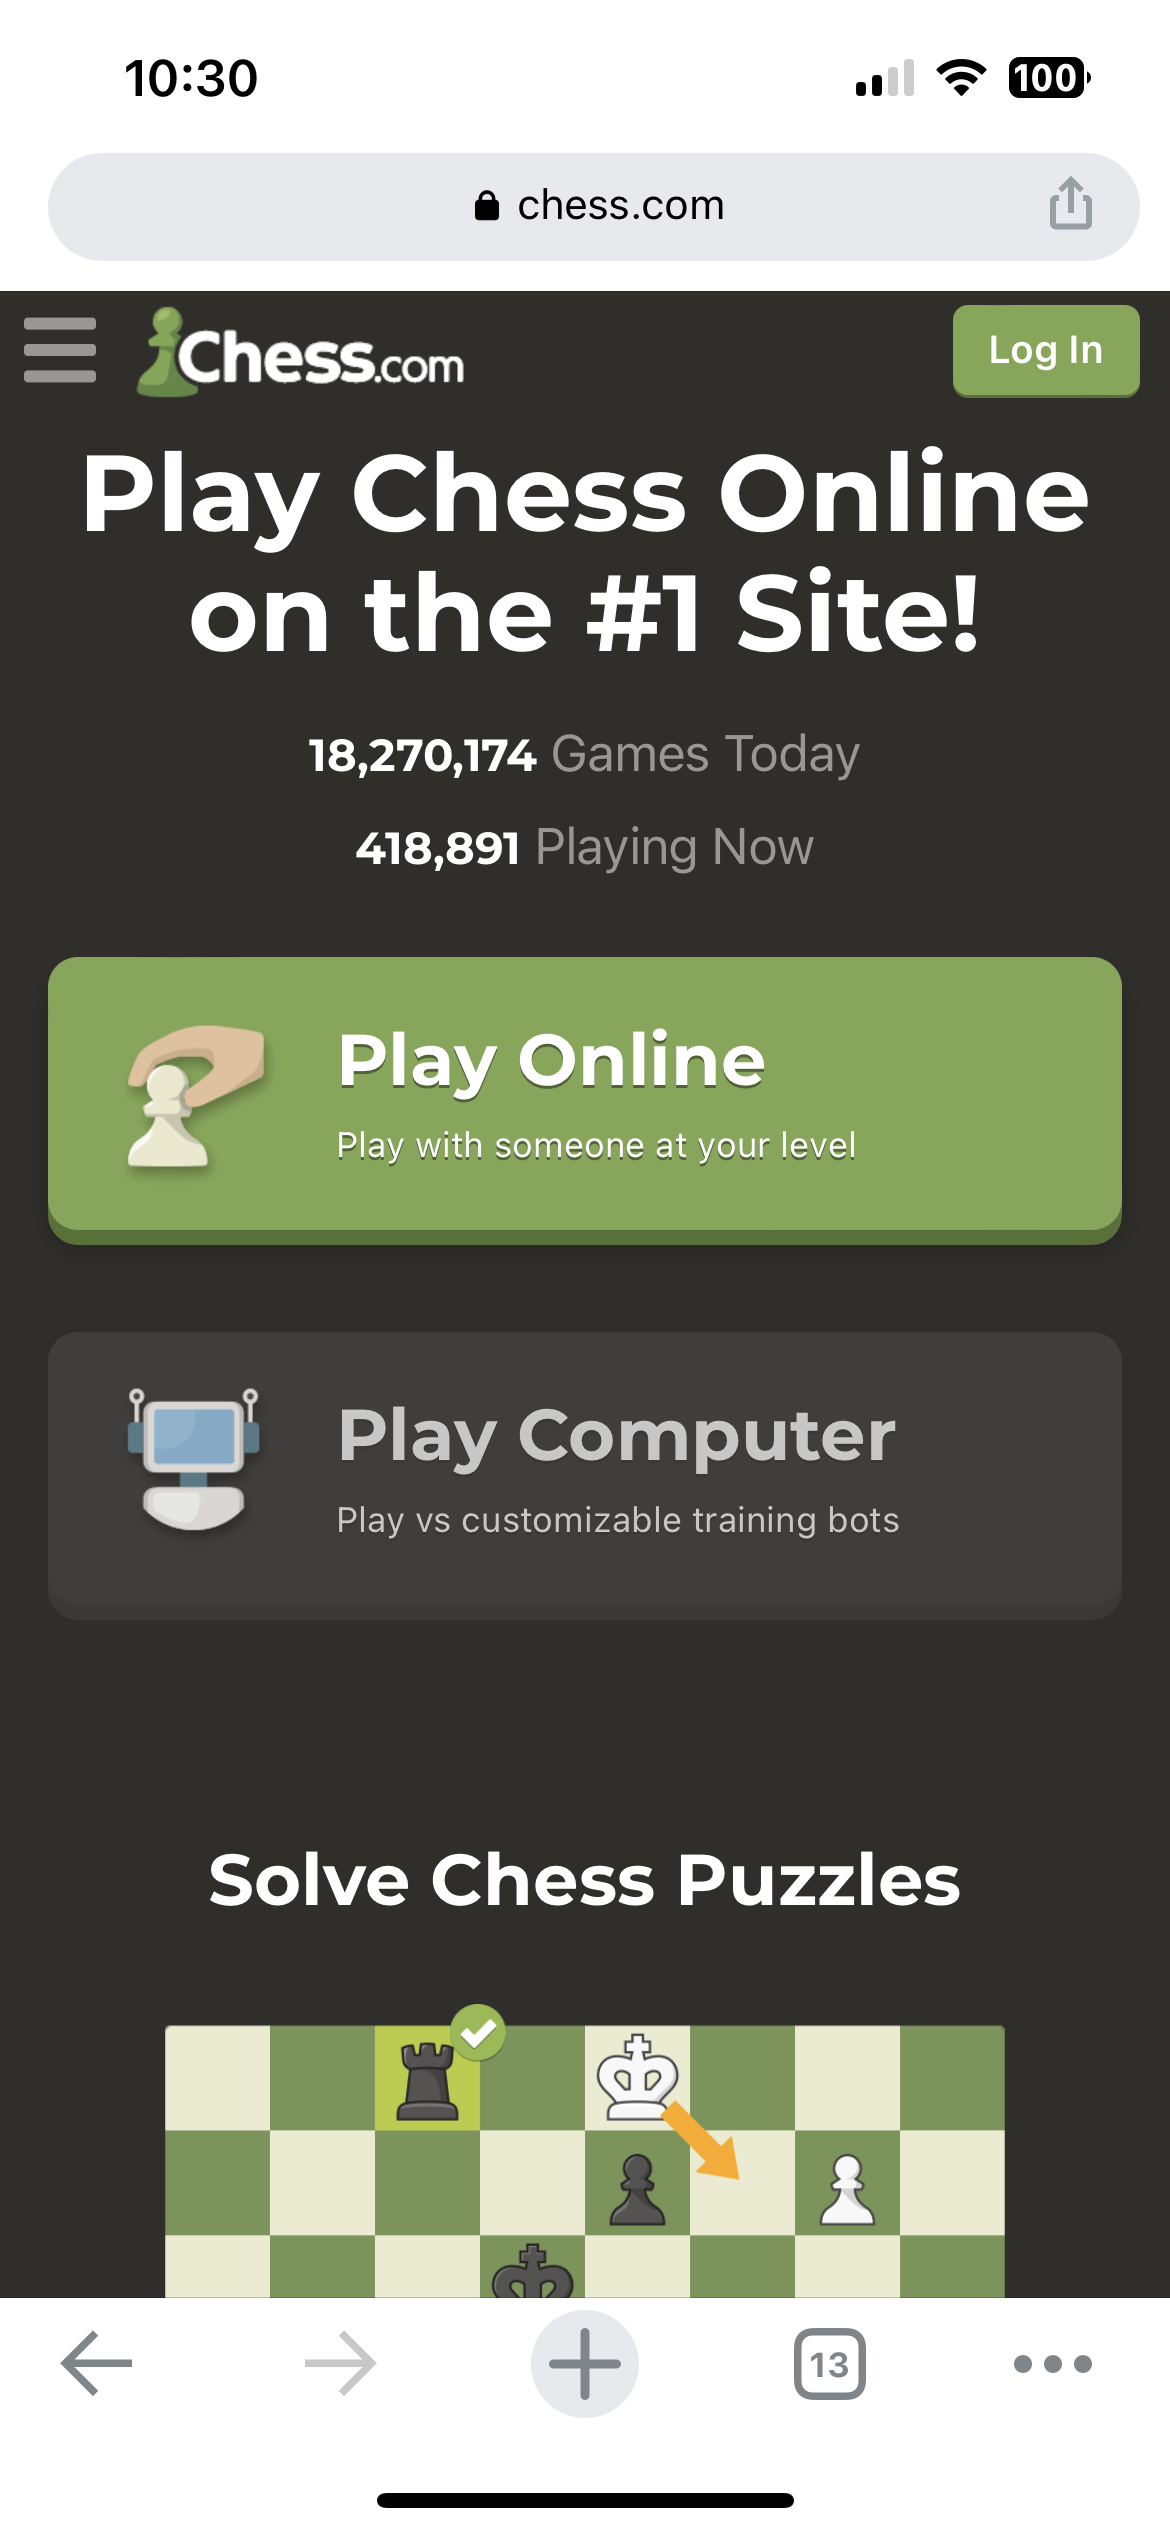 10:30
100
chess.com
Chess.com
Log In
Play Chess Online
on the #1 Site!
18,270,174 Games Today
418,891 Playing Now
Play Online
Play with someone at your level
Play Computer
Play vs customizable training bots
Solve Chess Puzzles
13